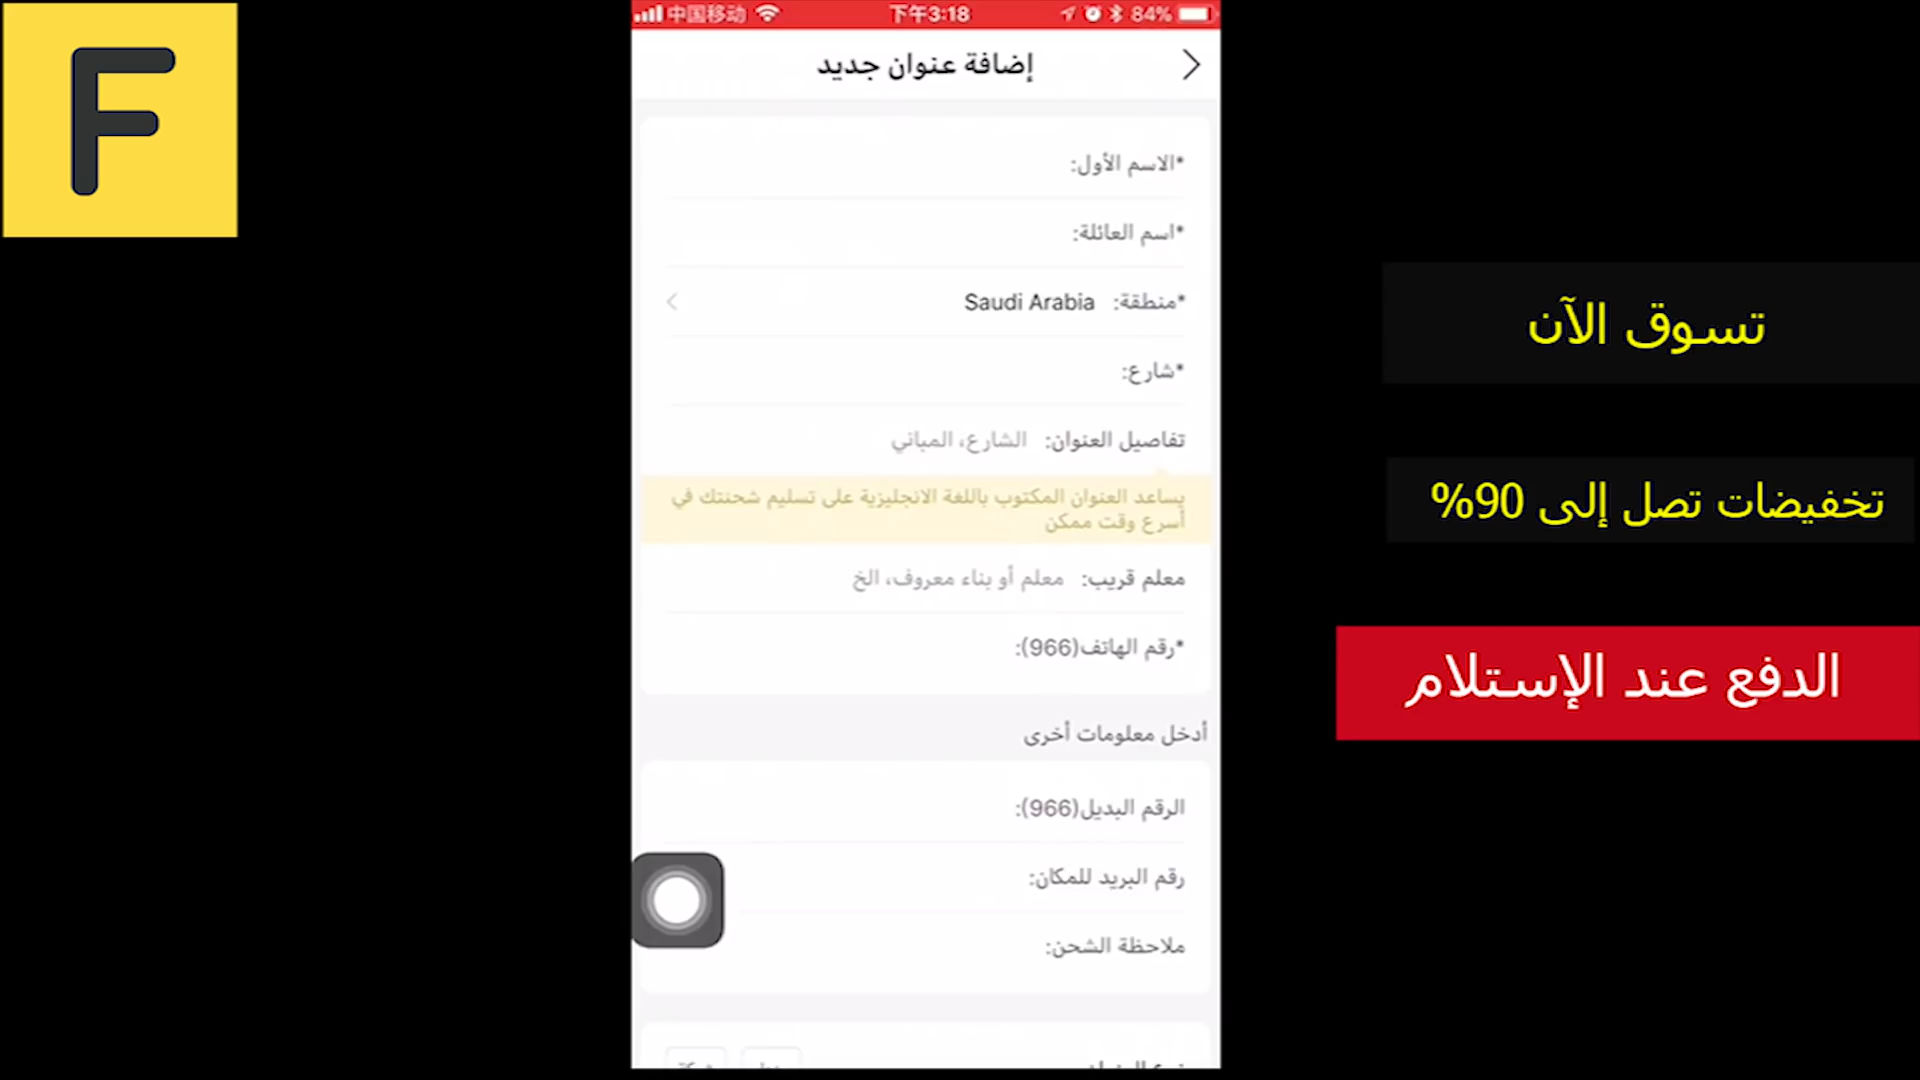 F
中国移动 下午3:18 84%
إضافة عنوان جديد
*الاسم الأول:
*اسم العائلة:
*منطقة: Saudi Arabia
*شارع:
تفاصيل العنوان: الشارع، المباني
يساعد العنوان المكتوب باللغة الانجليزية على تسليم شحنتك في
أسرع وقت ممكن
معلم قريب: معلم أو بناء معروف، الخ
*رقم الهاتف(966):
أدخل معلومات أخرى
الرقم البديل(966):
رقم البريد للمكان:
ملاحظة الشحن:
تسوق الآن
تخفيضات تصل إلى 90%
الدفع عند الإستلام